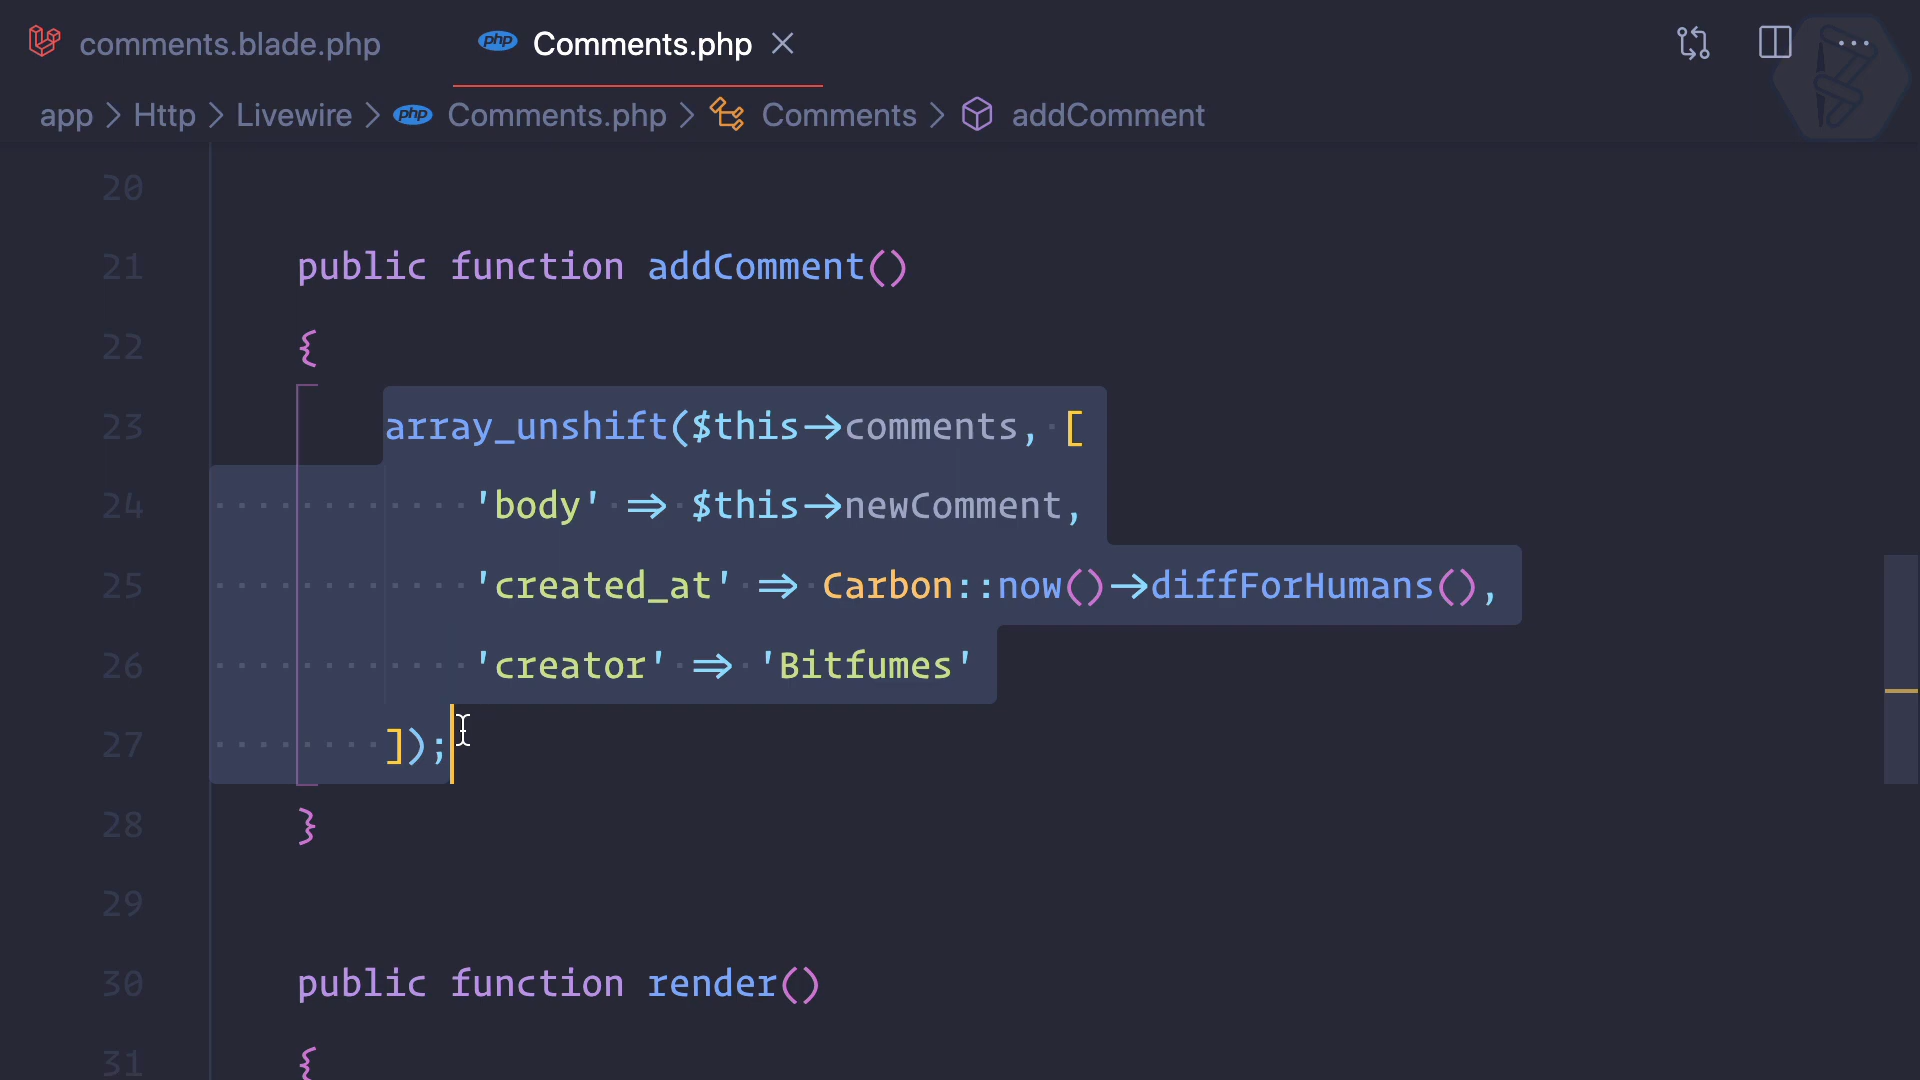 comments.blade.php
php Comments.php
app > Http > Livewire > php Comments.php > Comments > addComment
20
21 public function addComment()
22 {
23 array_unshift($this->comments, [
24 'body' => $this->newComment,
25 'created_at' => Carbon::now()->diffForHumans(),
26 'creator' => 'Bitfumes'
27 ]);
28 }
29
30 public function render()
31 {